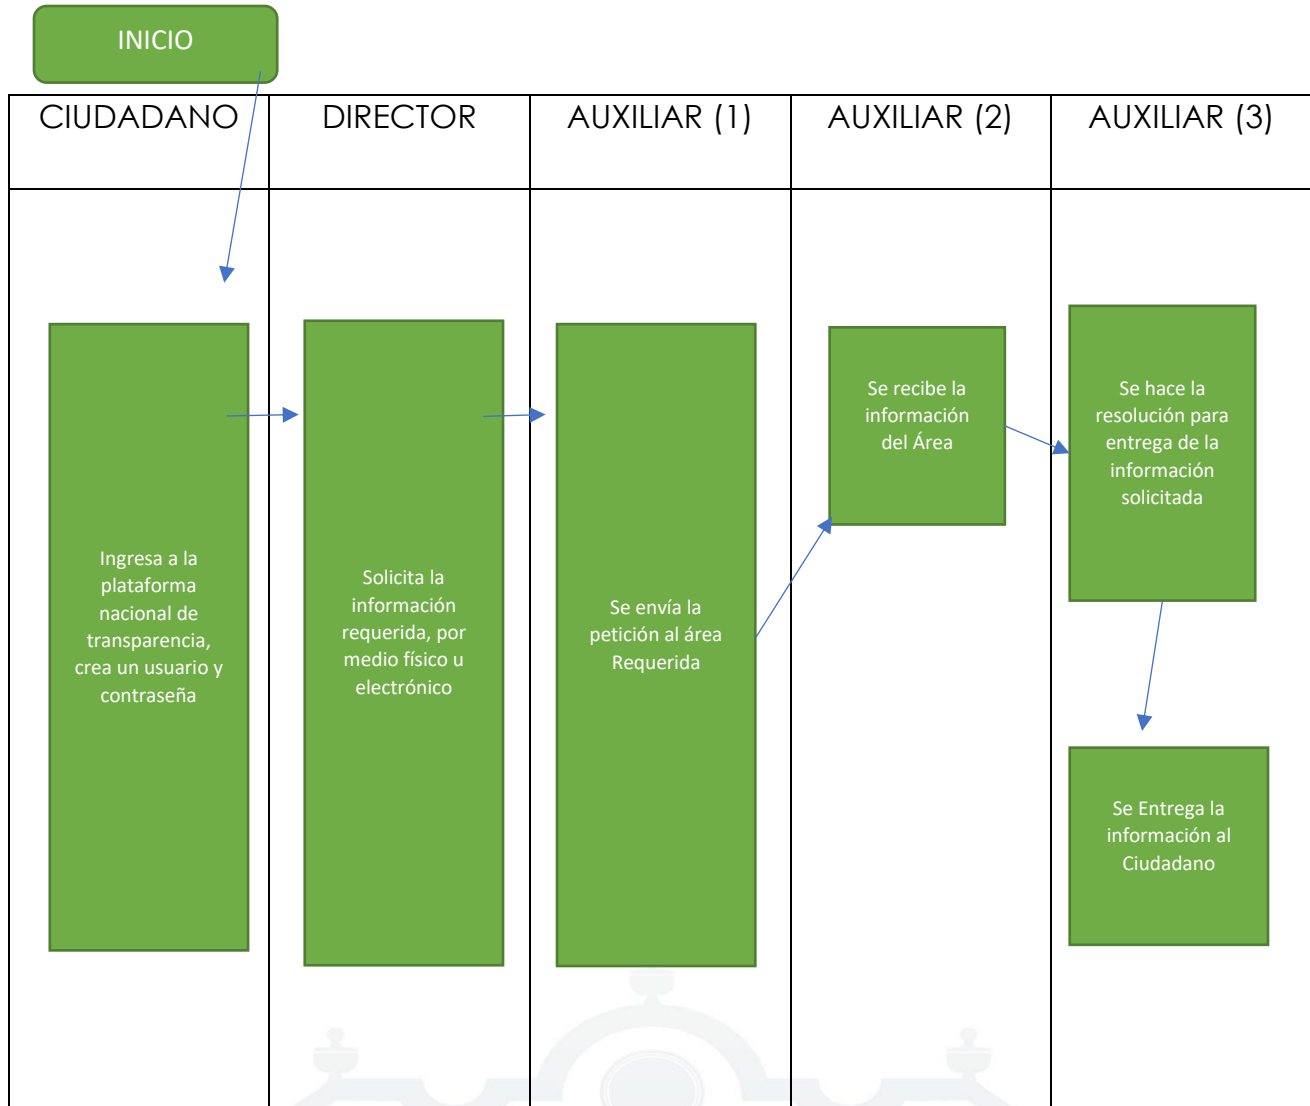 INICIO
CIUDADANO
DIRECTOR
AUXILIAR (1)
AUXILIAR (2)
AUXILIAR (3)
Ingresa a la
plataforma
nacional de
transparencia,
crea un usuario y
contraseña
Solicita la
información
requerida, por
medio físico u
electrónico
Se envía la
petición al área
Requerida
Se recibe la
información
del Área
Se hace la
resolución para
entrega de la
información
solicitada
Se Entrega la
información al
Ciudadano